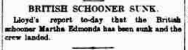 BRITISH SCHOONER SUNK.
Lloyd's report to-day that the British
schooner Martha Edmonds has been sunk and the
crew landed.